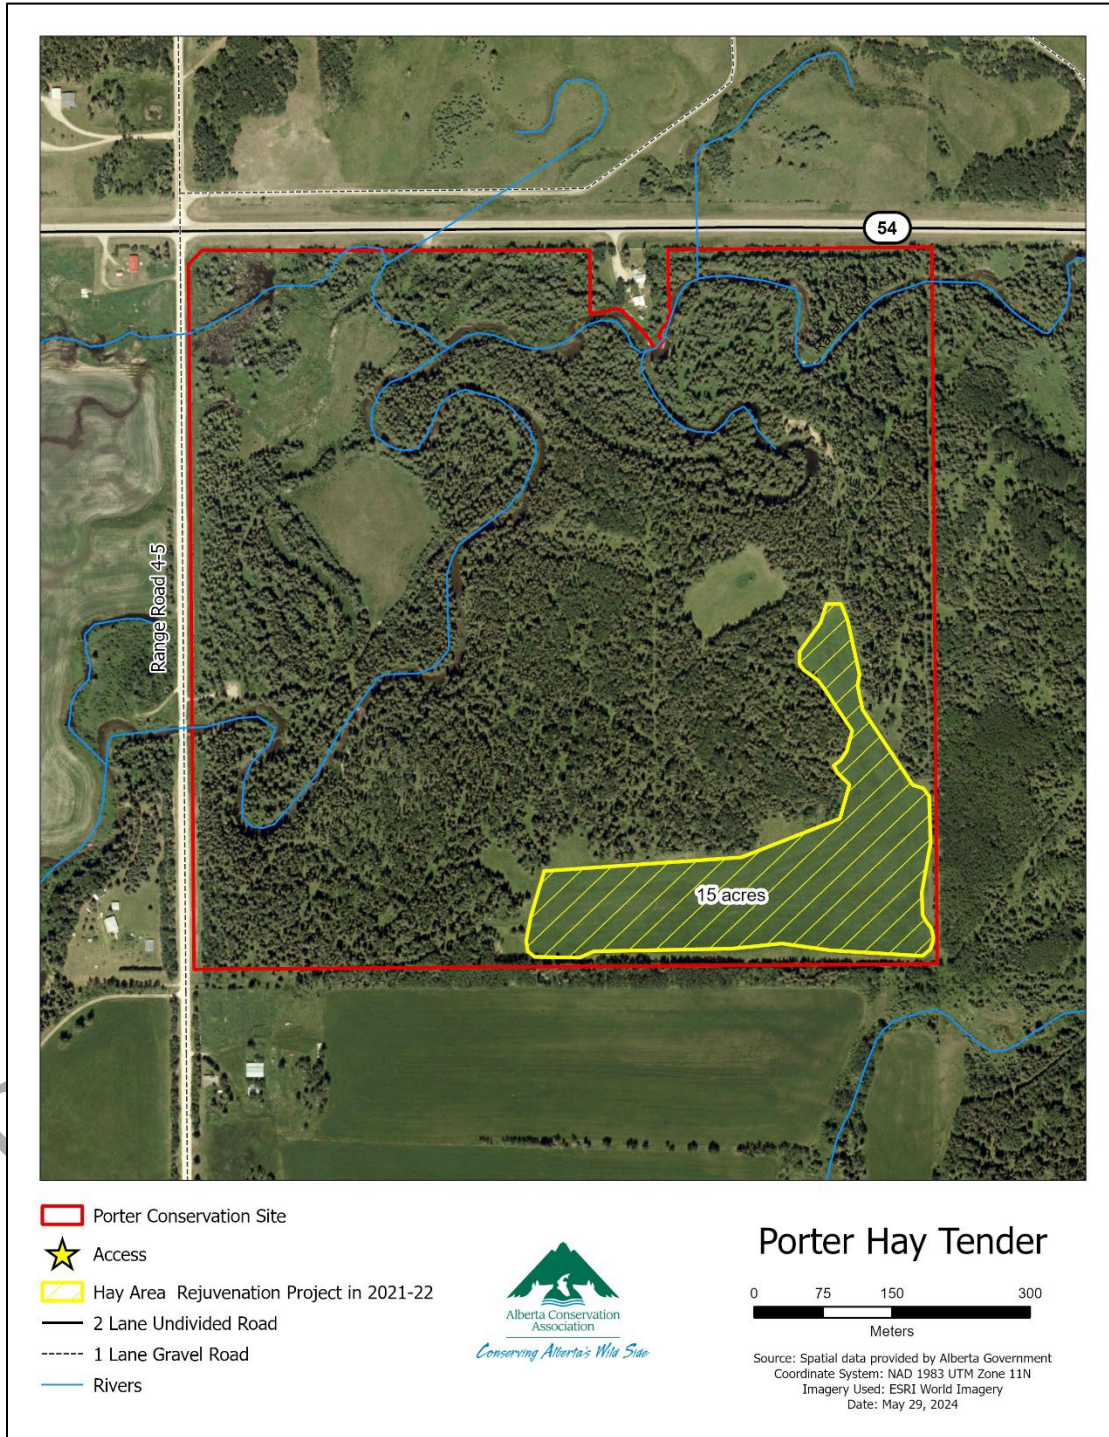 54
Range Road 4-5
15 acres
Porter Conservation Site
Access
Hay Area Rejuvenation Project in 2021-22
2 Lane Undivided Road
1 Lane Gravel Road
Rivers
Alberta Conservation
Association
Conserving Alberta's Wild Side
Porter Hay Tender
0 75 150 300
Meters
Source: Spatial data provided by Alberta Government
Coordinate System: NAD 1983 UTM Zone 11N
Imagery Used: ESRI World Imagery
Date: May 29, 2024